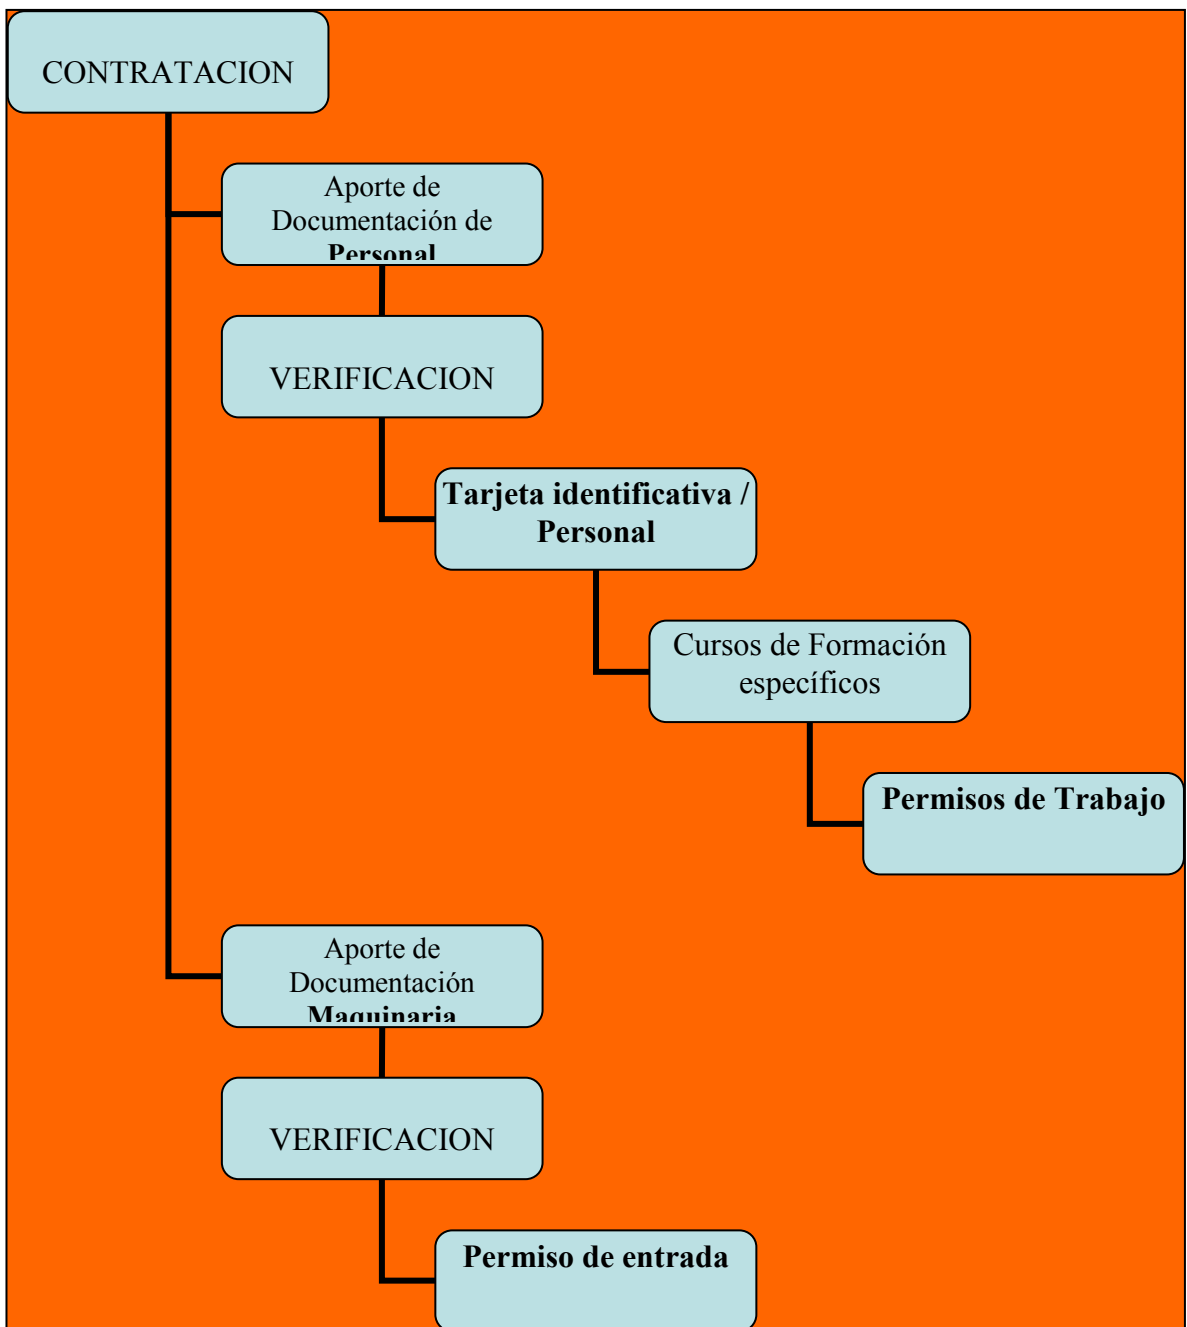 CONTRATACION
Aporte de
Documentación de
Personal
VERIFICACION
Tarjeta identificativa /
Personal
Cursos de Formación
específicos
Permisos de Trabajo
Aporte de
Documentación
Maquinaria
VERIFICACION
Permiso de entrada